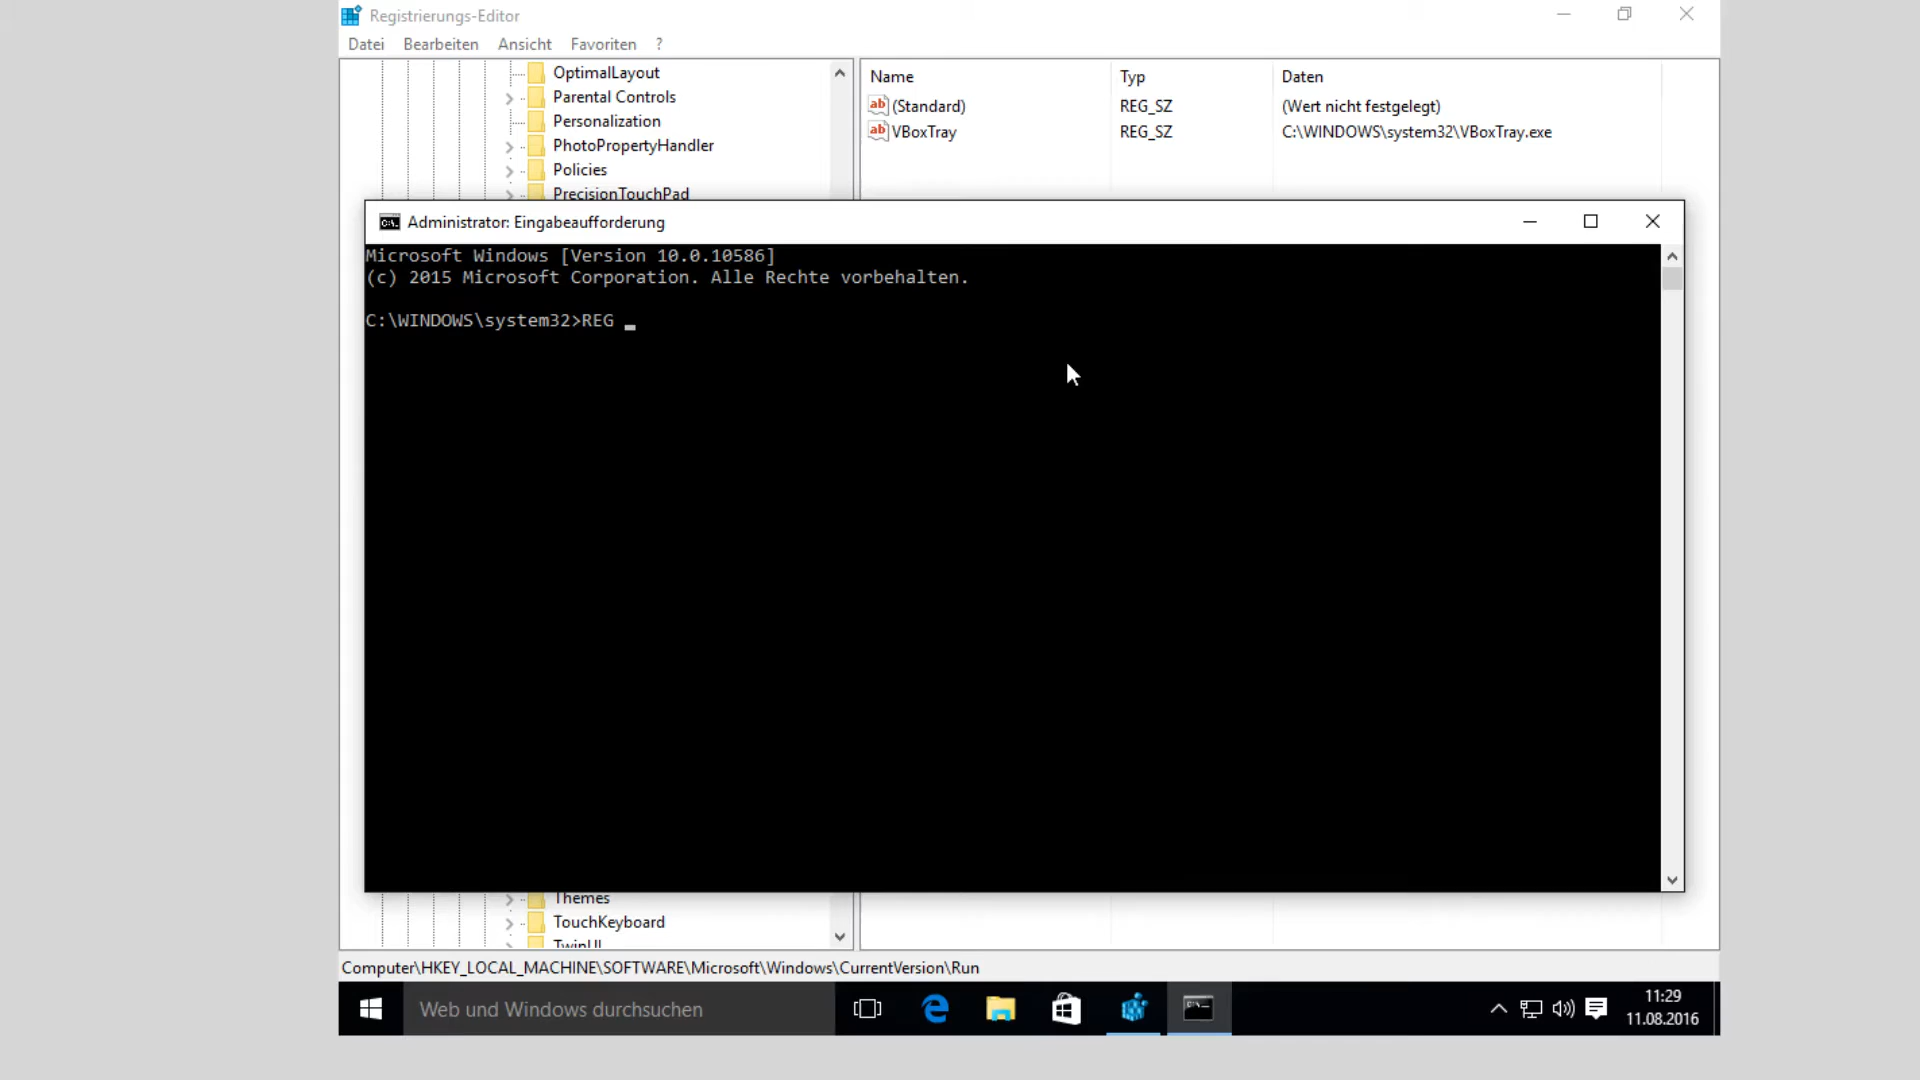 Registrierungs-Editor
Datei Bearbeiten Ansicht Favoriten ?
OptimalLayout
Parental Controls
Personalization
PhotoPropertyHandler
Policies
PrecisionTouchPad
Name Typ Daten
(Standard) REG_SZ (Wert nicht festgelegt)
VBoxTray REG_SZ C:\WINDOWS\system32\VBoxTray.exe
Administrator: Eingabeaufforderung
Microsoft Windows [Version 10.0.10586]
(c) 2015 Microsoft Corporation. Alle Rechte vorbehalten.
C:\WINDOWS\system32>REG _
Themes
TouchKeyboard
TwinUI
Computer\HKEY_LOCAL_MACHINE\SOFTWARE\Microsoft\Windows\CurrentVersion\Run
Web und Windows durchsuchen
11:29
11.08.2016